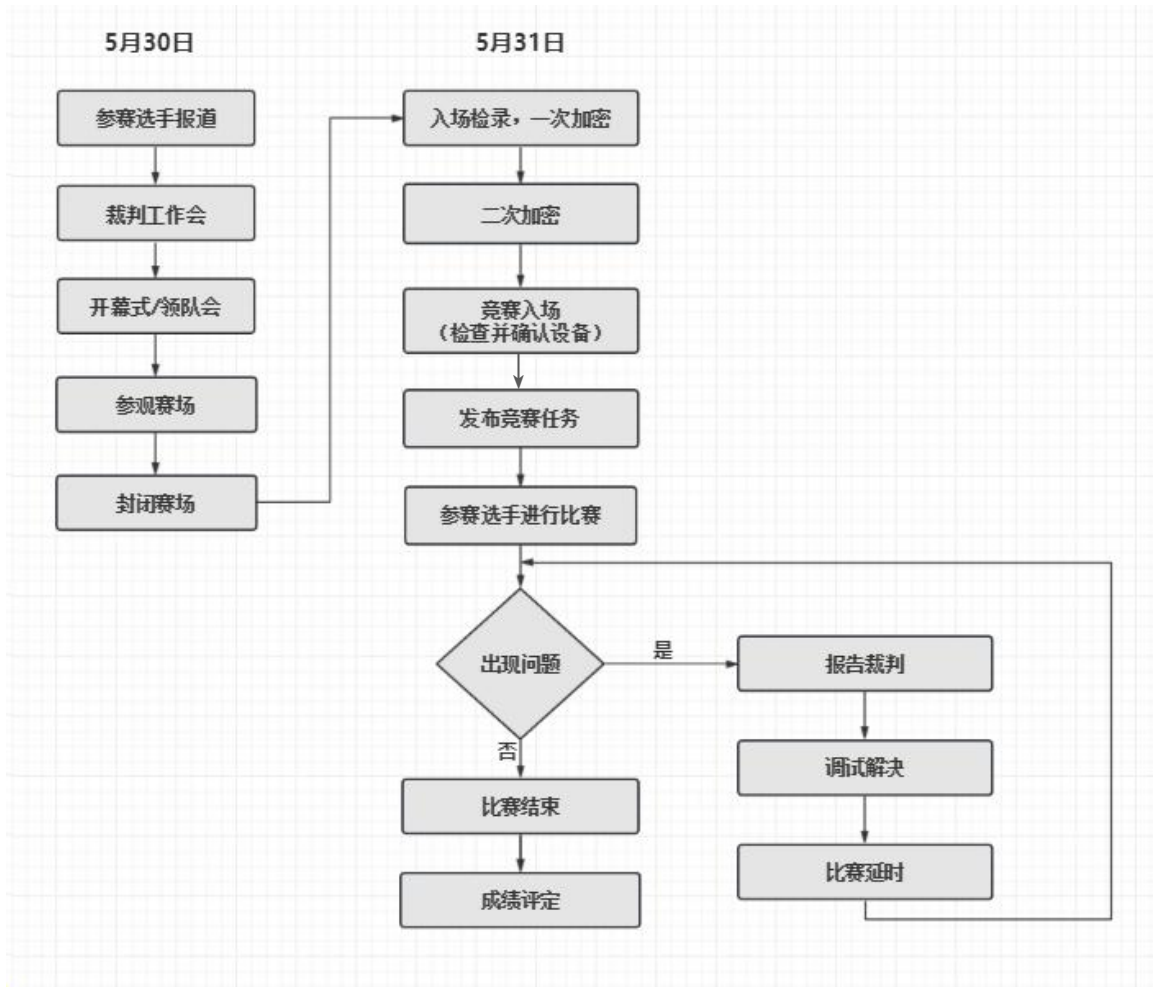 5月30日
参赛选手报道
裁判工作会
开幕式/领队会
参观赛场
封闭赛场
5月31日
入场检录，一次加密
二次加密
竞赛入场
（检查并确认设备）
发布竞赛任务
参赛选手进行比赛
出现问题
是
报告裁判
调试解决
比赛延时
否
比赛结束
成绩评定